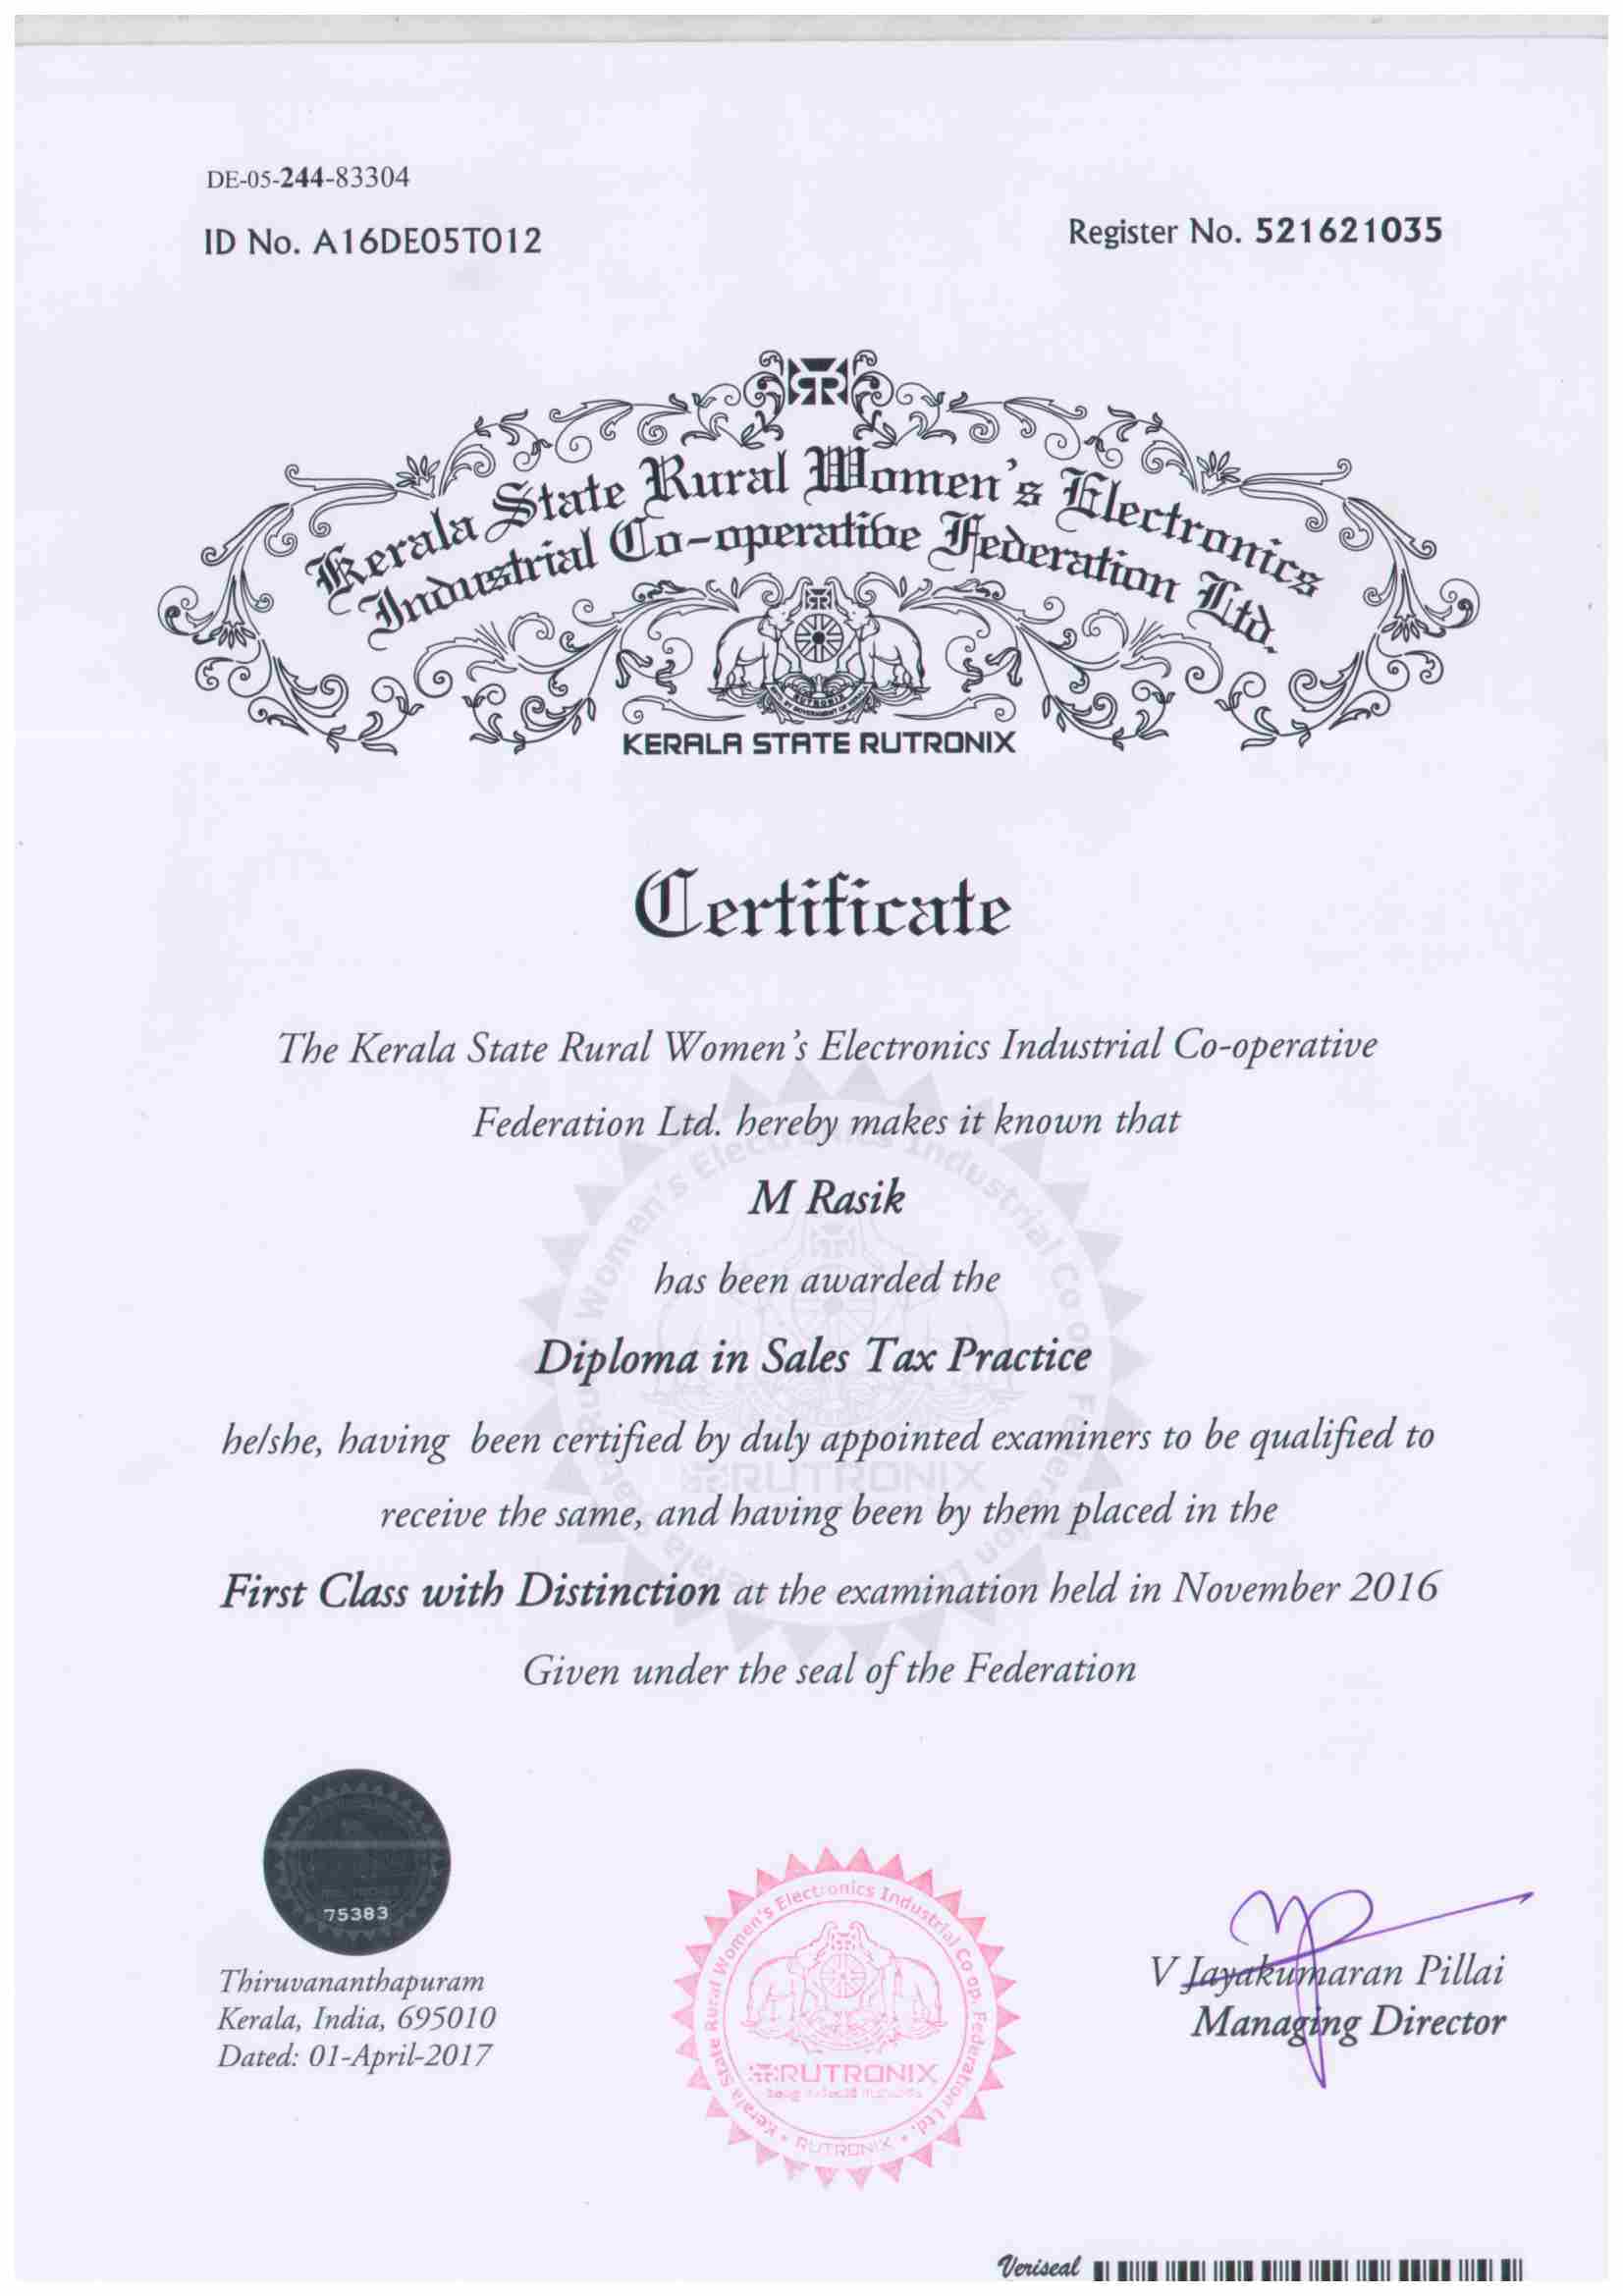 DE-05-244-83304
ID No. A16DE05T012
Register No. 521621035
Kerala State Rural Women's Electronics
Industrial Co-operative Federation Ltd.
RUTRONIX
KERALA STATE RUTRONIX
Certificate
The Kerala State Rural Women's Electronics Industrial Co-operative
Federation Ltd. hereby makes it known that
M Rasik
has been awarded the
Diploma in Sales Tax Practice
he/she, having been certified by duly appointed examiners to be qualified to
receive the same, and having been by them placed in the
First Class with Distinction at the examination held in November 2016
Given under the seal of the Federation
75383
Thiruvananthapuram
Kerala, India, 695010
Dated: 01-April-2017
Kerala State Rural Women's Electronics Industrial Co op. Federation Ltd.
RUTRONIX
RUTRONIX
V Jayakumaran Pillai
Managing Director
Veriseal